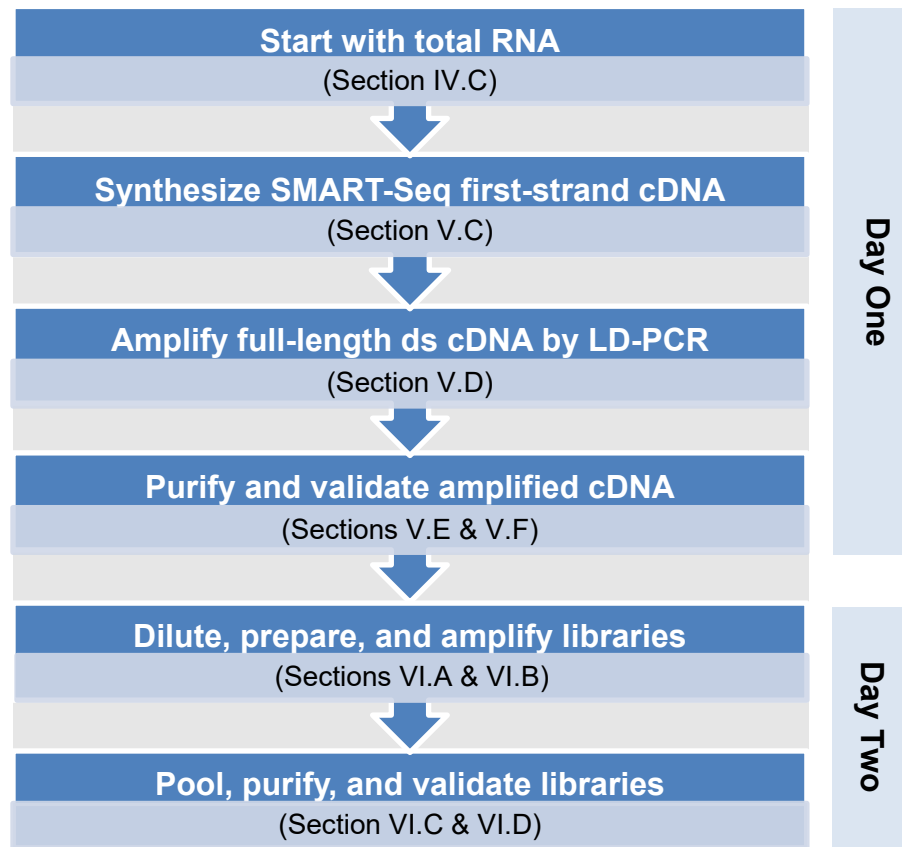 Start with total RNA
(Section IV.C)
Synthesize SMART-Seq first-strand cDNA
(Section V.C)
Amplify full-length ds cDNA by LD-PCR
(Section V.D)
Purify and validate amplified cDNA
(Sections V.E & V.F)
Day One
Dilute, prepare, and amplify libraries
(Sections VI.A & VI.B)
Pool, purify, and validate libraries
(Section VI.C & VI.D)
Day Two